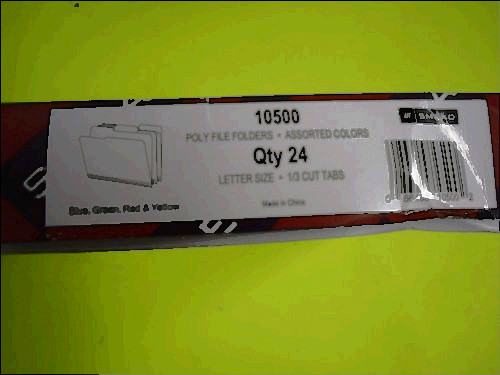 10500
SMEAD
POLY FILE FOLDERS • ASSORTED COLORS
Qty 24
LETTER SIZE • 1/3 CUT TABS
Made in China
Blue, Green, Red & Yellow